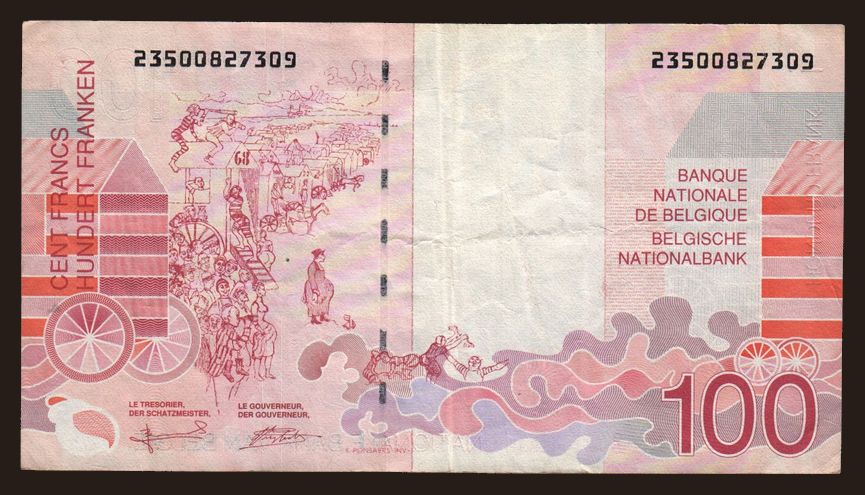 23500827309
23500827309
CENT FRANCS
HUNDERT FRANKEN
68
BANQUE
NATIONALE
DE BELGIQUE
BELGISCHE
NATIONALBANK
LE TRESORIER,
DER SCHATZMEISTER,
LE GOUVERNEUR,
DER GOUVERNEUR,
100